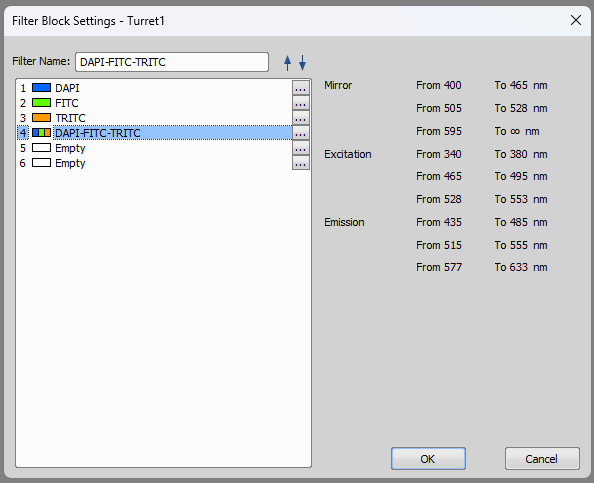 Filter Block Settings - Turret1
Filter Name: DAPI-FITC-TRITC
1 DAPI ...
2 FITC ...
3 TRITC ...
4 DAPI-FITC-TRITC ...
5 Empty ...
6 Empty ...
Mirror From 400 To 465 nm
From 505 To 528 nm
From 595 To ∞ nm
Excitation From 340 To 380 nm
From 465 To 495 nm
From 528 To 553 nm
Emission From 435 To 485 nm
From 515 To 555 nm
From 577 To 633 nm
OK Cancel